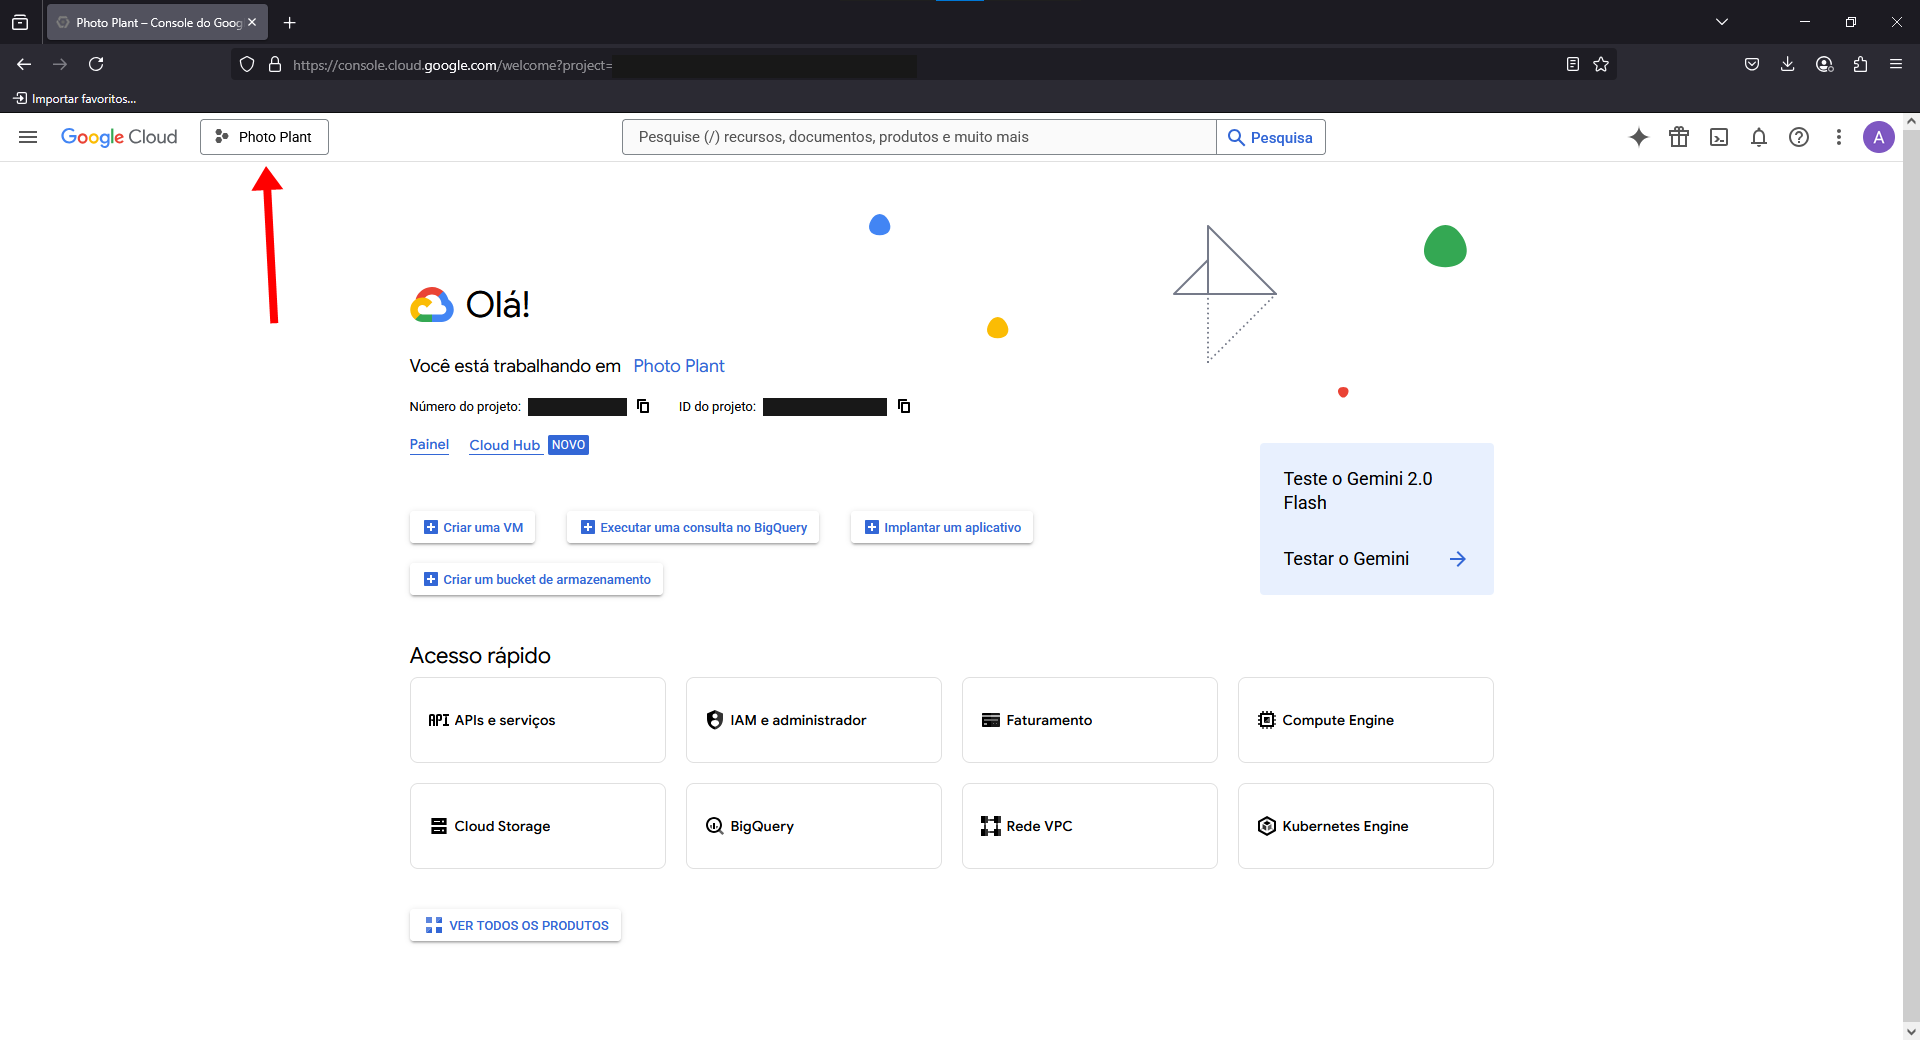 Photo Plant – Console do Goog
https://console.cloud.google.com/welcome?project=
Importar favoritos...
Google Cloud
Photo Plant
Pesquise (/) recursos, documentos, produtos e muito mais
Pesquisa
A
Olá!
Você está trabalhando em Photo Plant
Número do projeto:
ID do projeto:
Painel
Cloud Hub NOVO
Teste o Gemini 2.0
Flash
Testar o Gemini
Criar uma VM
Executar uma consulta no BigQuery
Implantar um aplicativo
Criar um bucket de armazenamento
Acesso rápido
API APIs e serviços
IAM e administrador
Faturamento
Compute Engine
Cloud Storage
BigQuery
Rede VPC
Kubernetes Engine
VER TODOS OS PRODUTOS